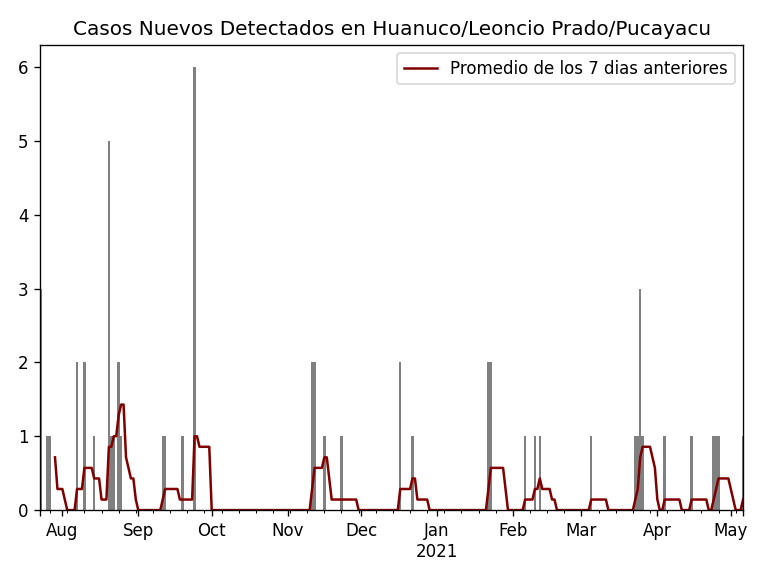 Casos Nuevos Detectados en Huanuco/Leoncio Prado/Pucayacu
Promedio de los 7 dias anteriores
6
5
4
3
2
1
0
Aug Sep Oct Nov Dec Jan Feb Mar Apr May
2021